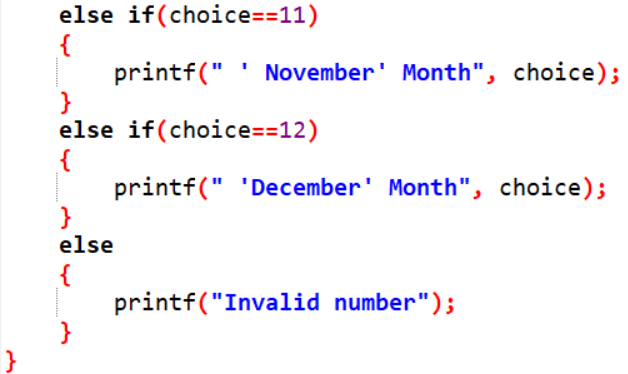 else if(choice==11)
{
printf(" ' November' Month", choice);
}
else if(choice==12)
{
printf(" 'December' Month", choice);
}
else
{
printf("Invalid number");
}
}